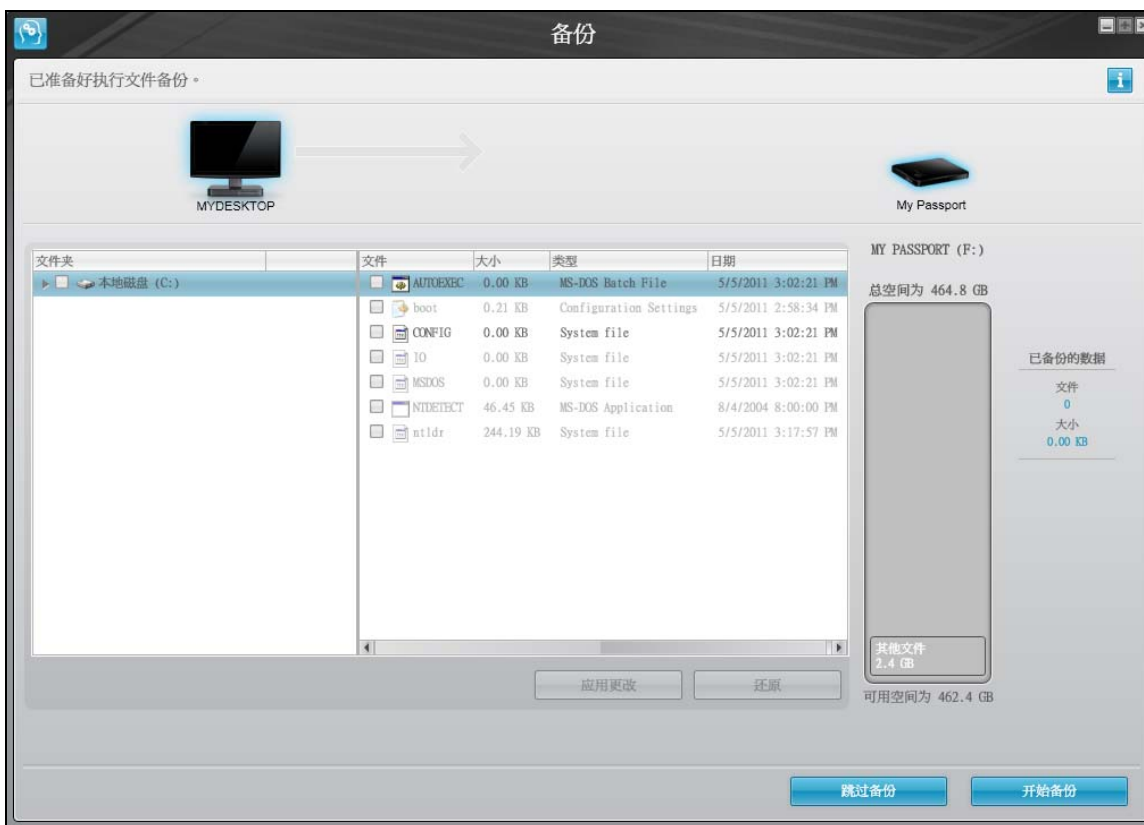 备份
已准备好执行文件备份。
MYDESKTOP
My Passport
文件夹 文件 大小 类型 日期
本地磁盘 (C:)
AUTOEXEC 0.00 KB MS-DOS Batch File 5/5/2011 3:02:21 PM
boot 0.21 KB Configuration Settings 5/5/2011 2:58:34 PM
CONFIG 0.00 KB System file 5/5/2011 3:02:21 PM
IO 0.00 KB System file 5/5/2011 3:02:21 PM
MSDOS 0.00 KB System file 5/5/2011 3:02:21 PM
NTDETECT 46.45 KB MS-DOS Application 8/4/2004 8:00:00 PM
ntldr 244.19 KB System file 5/5/2011 3:17:57 PM
应用更改 还原
MY PASSPORT (F:)
总空间为 464.8 GB
其他文件
2.4 GB
可用空间为 462.4 GB
已备份的数据
文件
0
大小
0.00 KB
跳过备份 开始备份